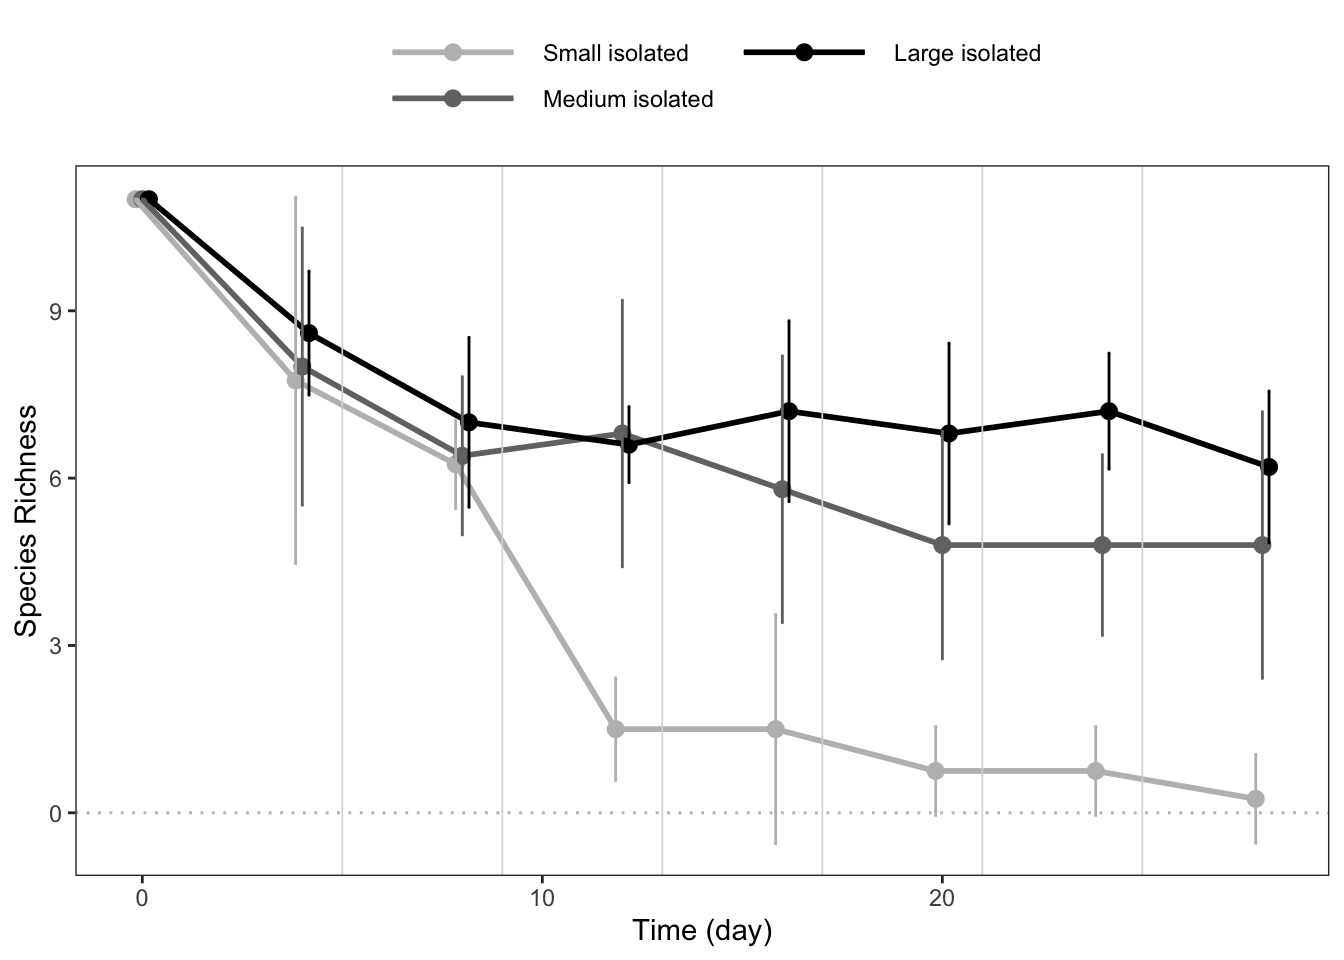 Small isolated
Large isolated
Medium isolated
Species Richness
9
6
3
0
0
10
20
Time (day)